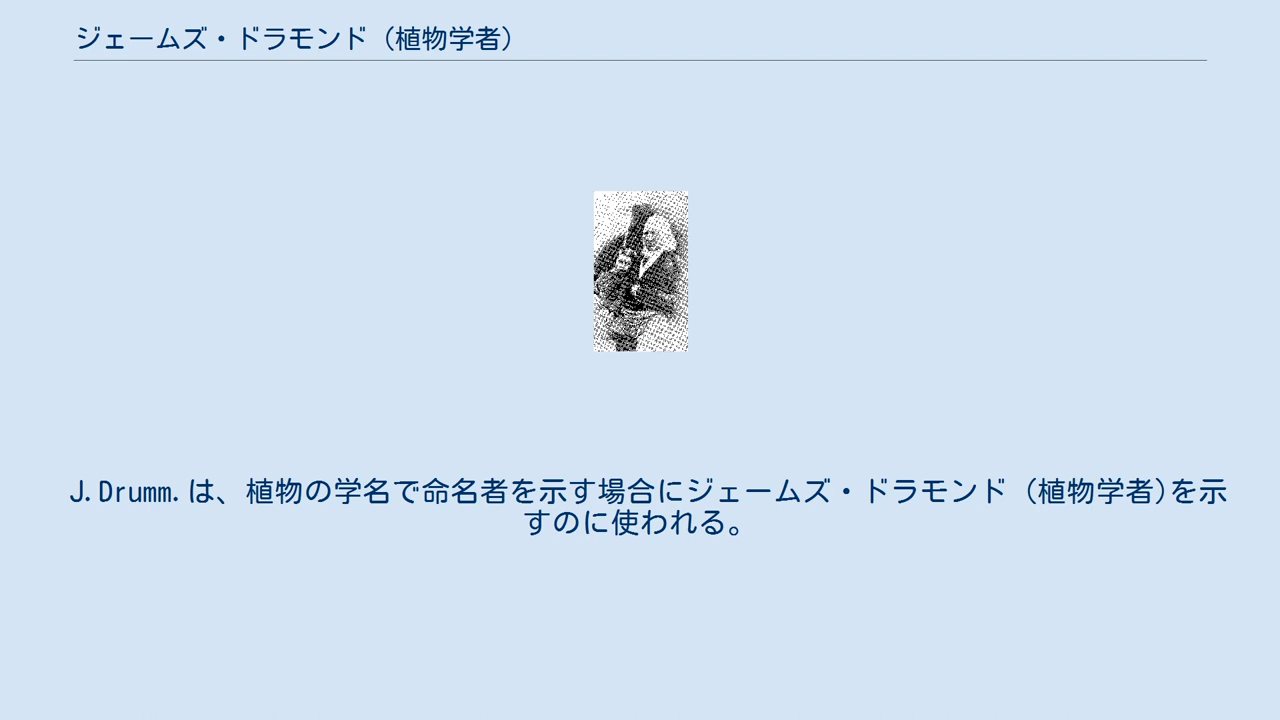 ジェームズ・ドラモンド (植物学者)
J.Drumm.は、植物の学名で命名者を示す場合にジェームズ・ドラモンド (植物学者)を示
すのに使われる。